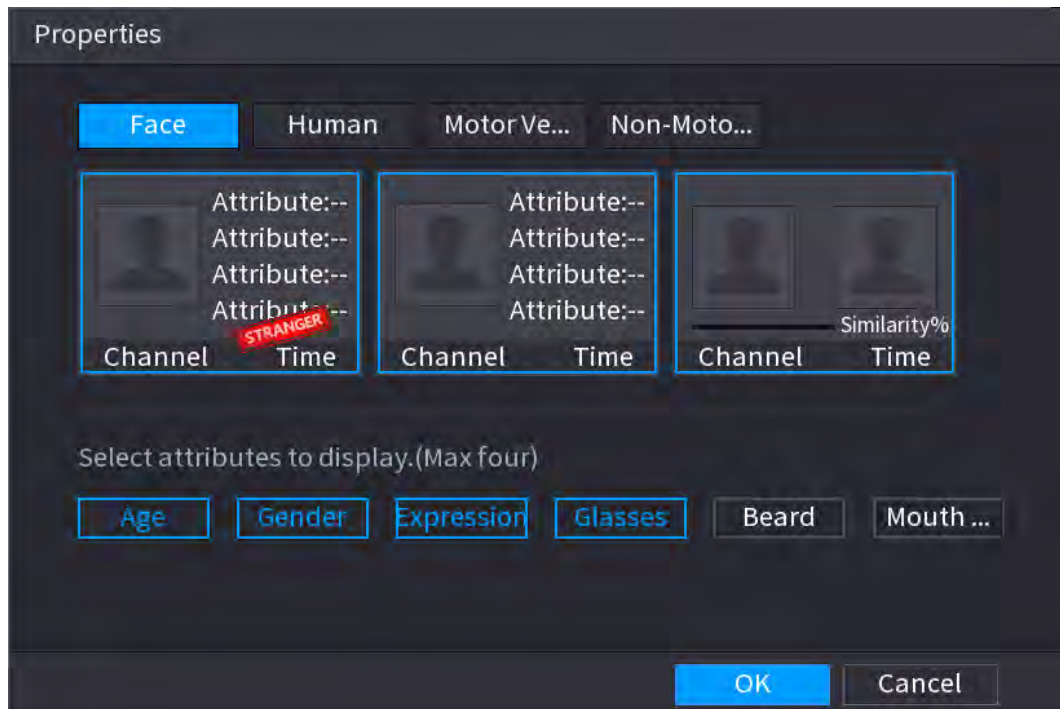 Properties
Face Human Motor Ve... Non-Moto...
Attribute:-- Attribute:--
Attribute:-- Attribute:--
Attribute:-- Attribute:--
Attribute:-- Attribute:--
STRANGER Similarity%
Channel Time Channel Time Channel Time
Select attributes to display.(Max four)
Age Gender Expression Glasses Beard Mouth ...
OK Cancel